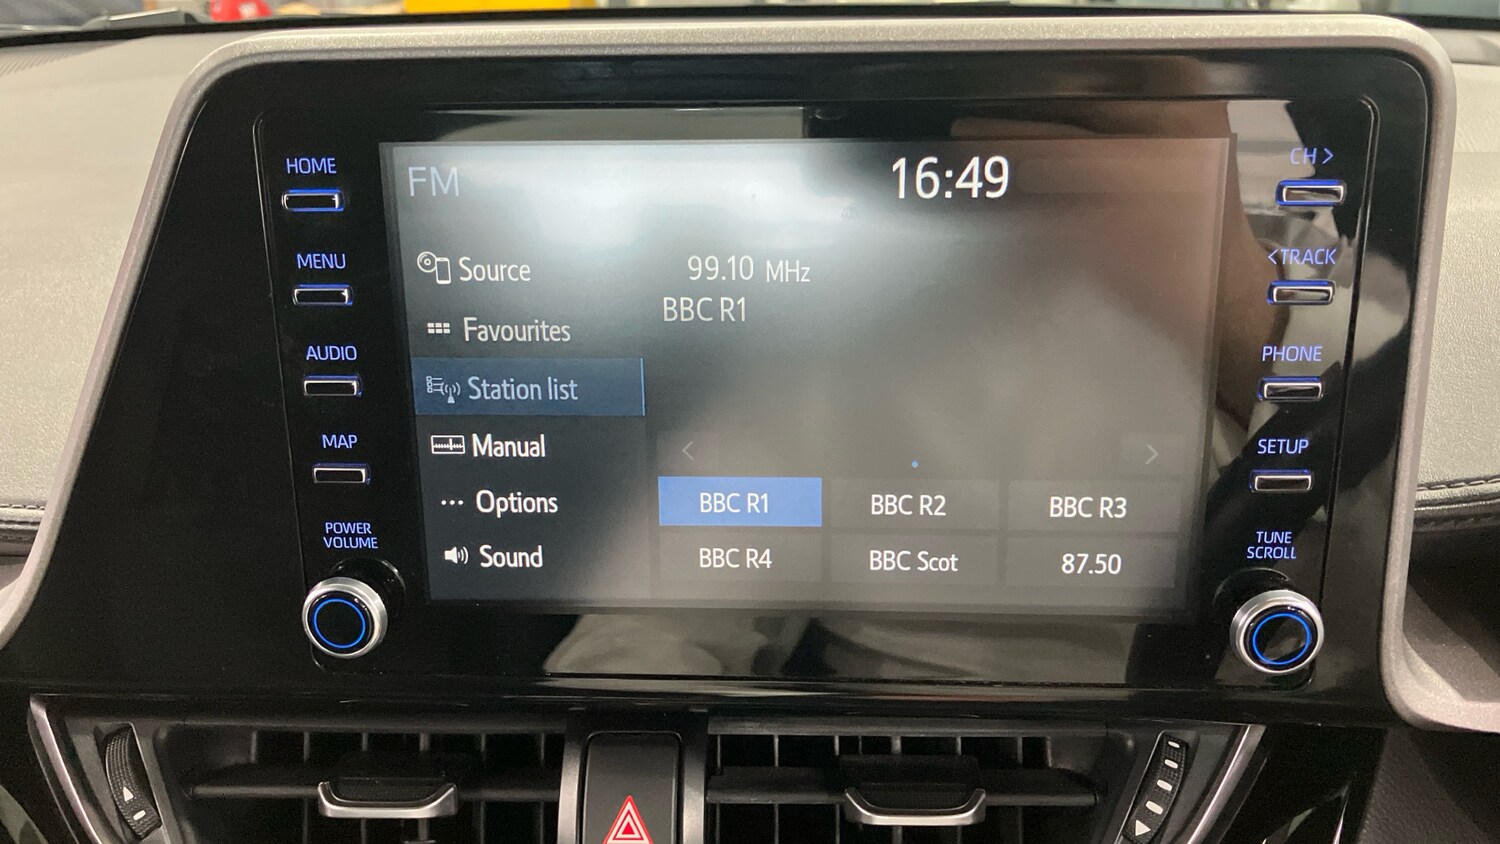 HOME
MENU
AUDIO
MAP
POWER
VOLUME
FM
16:49
Source
Favourites
Station list
Manual
... Options
Sound
99.10 MHz
BBC R1
< >
BBC R1 BBC R2 BBC R3
BBC R4 BBC Scot 87.50
CH >
< TRACK
PHONE
SETUP
TUNE
SCROLL